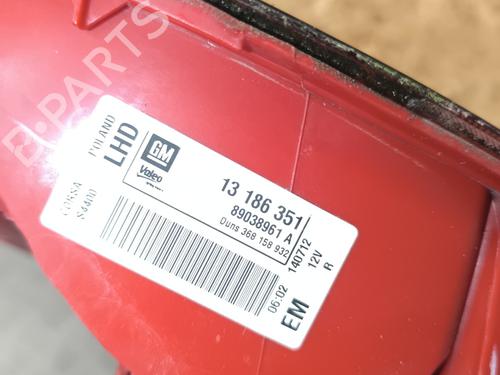 B-PARTS
POLAND
LHD
CORSA
S4400
GM
Valeo
13 186 351
89038961 A
Duns 368 158 932
140712
12V
R
06:02
EM